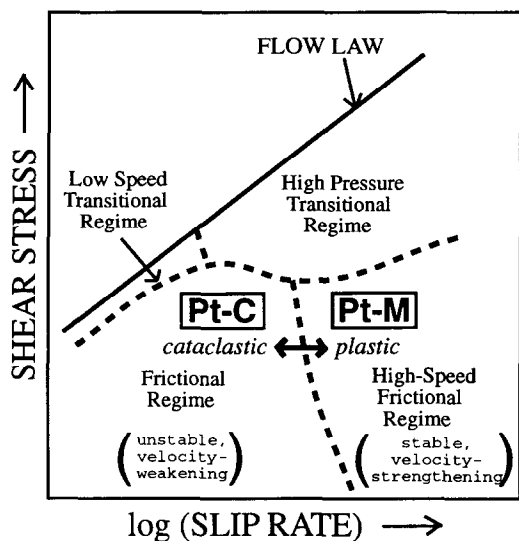 FLOW LAW
Low Speed
Transitional
Regime
High Pressure
Transitional
Regime
SHEAR STRESS
Pt-C
Pt-M
cataclastic
plastic
Frictional
Regime
(unstable,
velocity-
weakening)
High-Speed
Frictional
Regime
(stable,
velocity-
strengthening)
log (SLIP RATE)